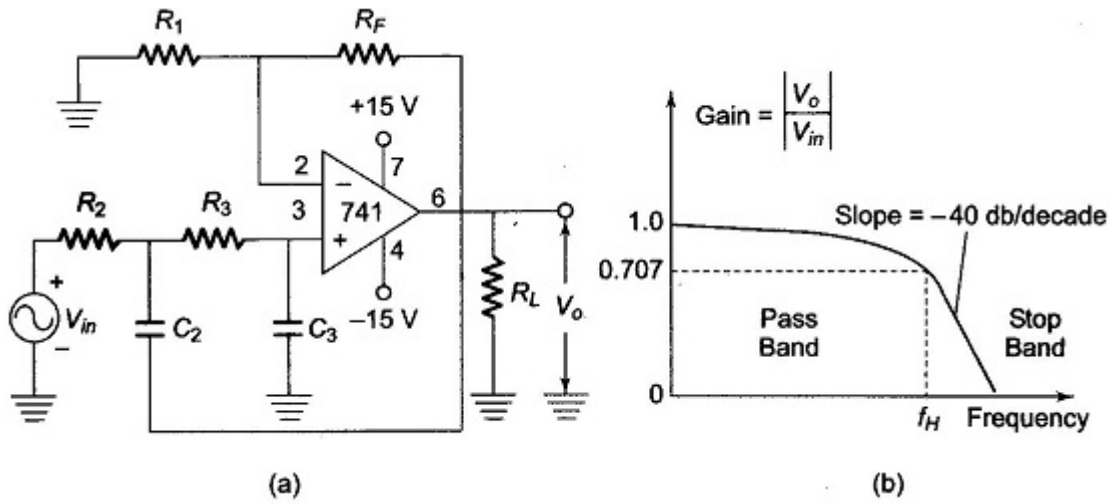 R1
RF
+15 V
7
2
−
6
3
741
+
4
−15 V
R2
R3
+
Vin
−
C2
C3
RL
Vo
(a)
Gain = |Vo / Vin|
1.0
Slope = −40 db/decade
0.707
Pass
Band
Stop
Band
0
fH
Frequency
(b)